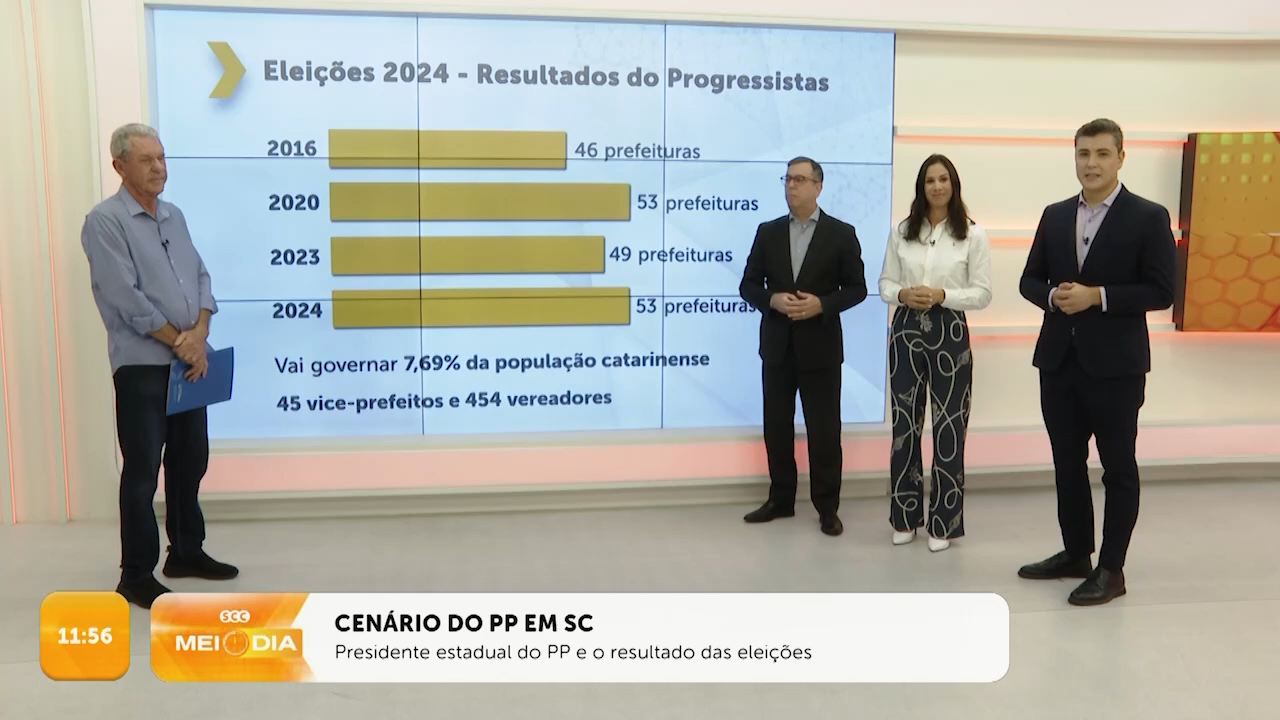 Eleições 2024 - Resultados do Progressistas
2016 46 prefeituras
2020 53 prefeituras
2023 49 prefeituras
2024 53 prefeituras
Vai governar 7,69% da população catarinense
45 vice-prefeitos e 454 vereadores
11:56
SCC
MEIO DIA
CENÁRIO DO PP EM SC
Presidente estadual do PP e o resultado das eleições